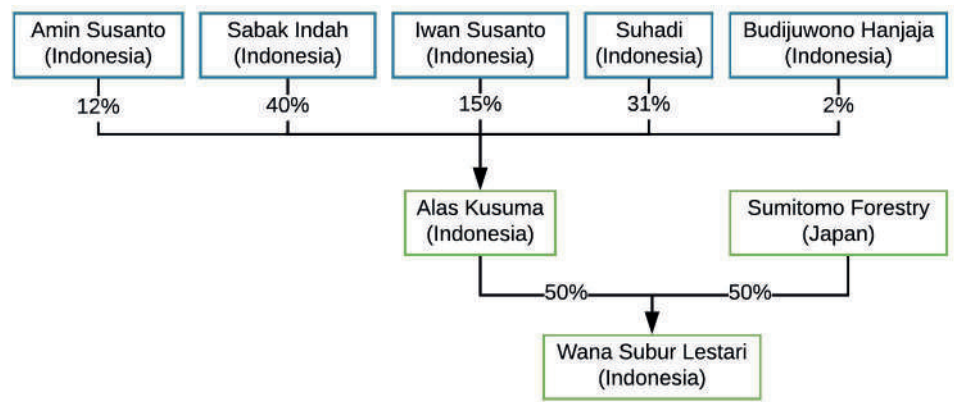 Amin Susanto
(Indonesia)
Sabak Indah
(Indonesia)
Iwan Susanto
(Indonesia)
Suhadi
(Indonesia)
Budijuwono Hanjaja
(Indonesia)
12%
40%
15%
31%
2%
Alas Kusuma
(Indonesia)
Sumitomo Forestry
(Japan)
50%
50%
Wana Subur Lestari
(Indonesia)